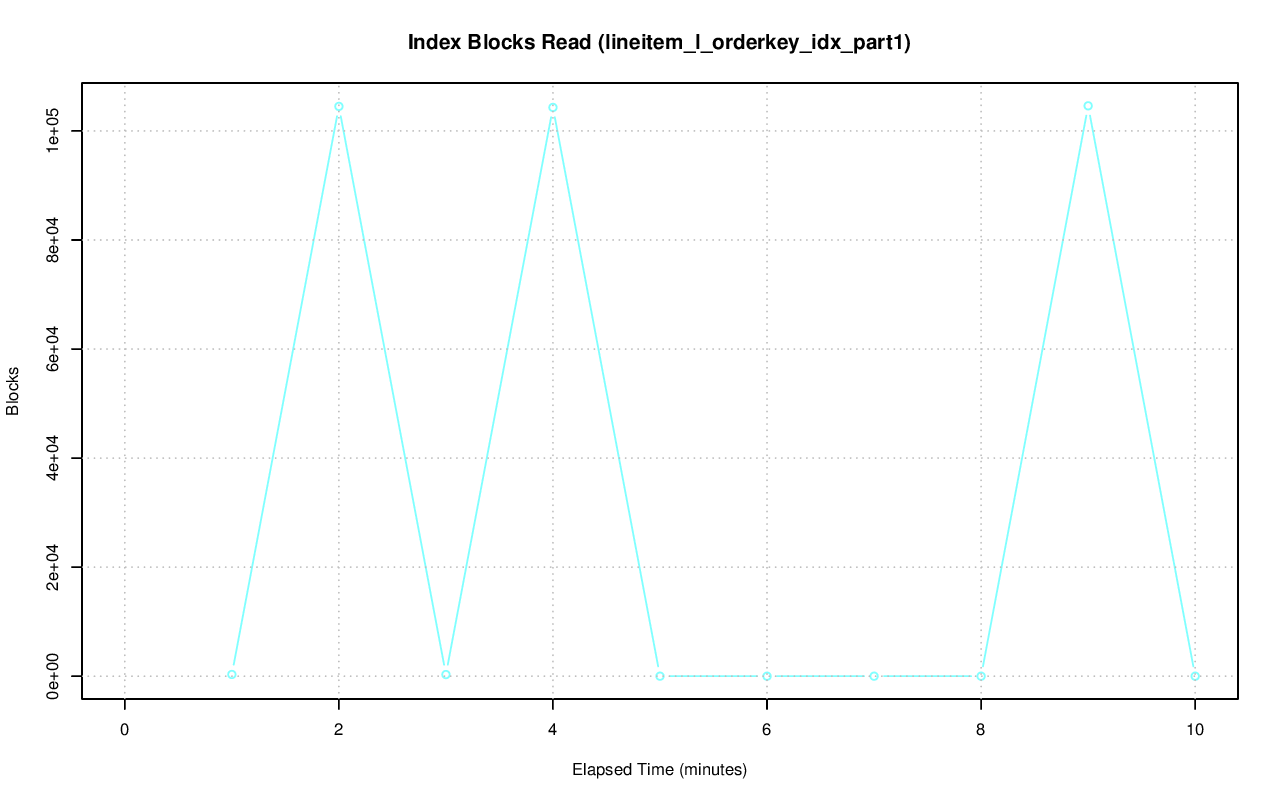 Index Blocks Read (lineitem_l_orderkey_idx_part1)
1e+05
8e+04
6e+04
4e+04
2e+04
0e+00
Blocks
0 2 4 6 8 10
Elapsed Time (minutes)